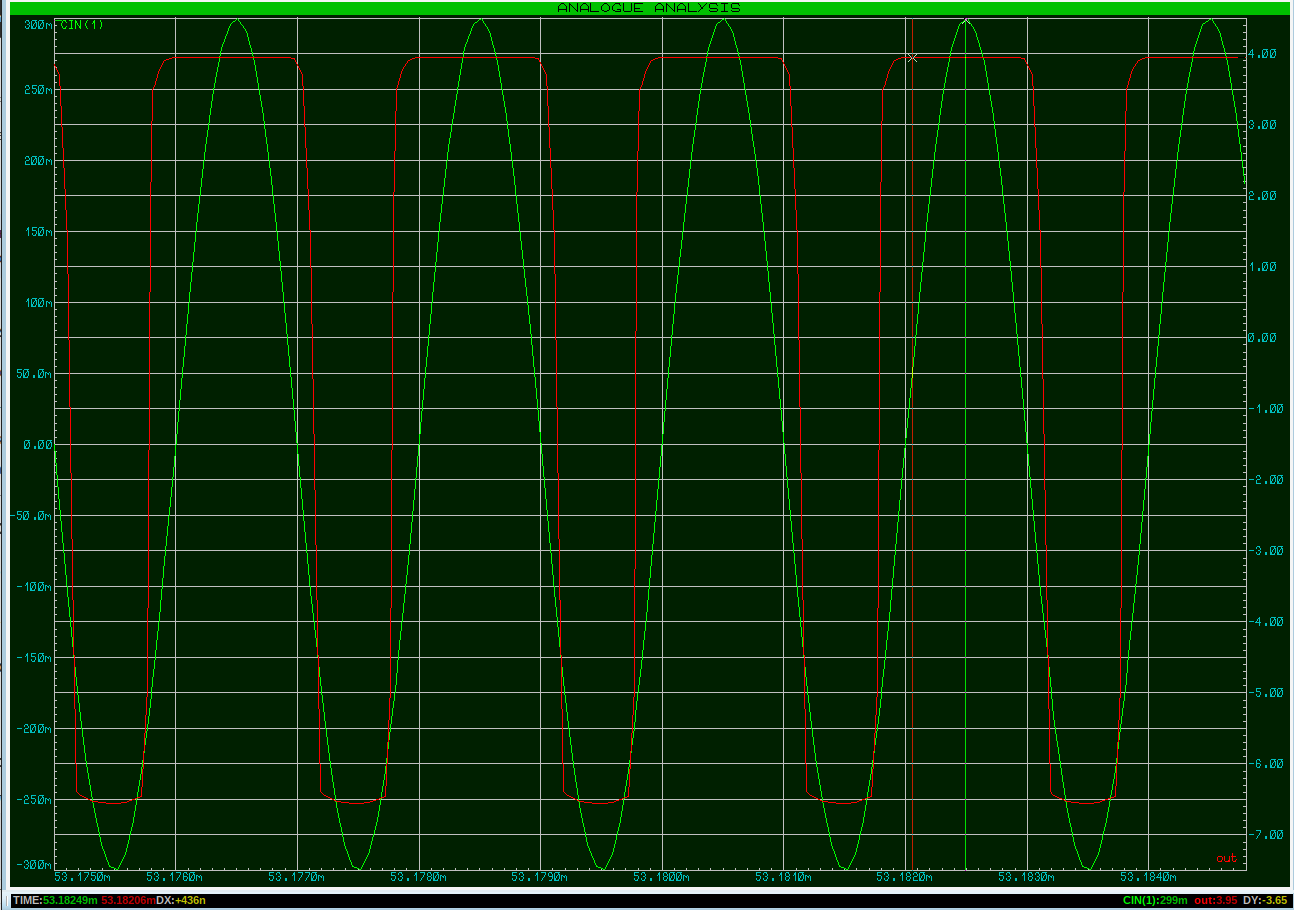 ANALOGUE ANALYSIS
CIN(1)
300m
250m
200m
150m
100m
50.0m
0.00
-50.0m
-100m
-150m
-200m
-250m
-300m
4.00
3.00
2.00
1.00
0.00
-1.00
-2.00
-3.00
-4.00
-5.00
-6.00
-7.00
out
53.1750m 53.1760m 53.1770m 53.1780m 53.1790m 53.1800m 53.1810m 53.1820m 53.1830m 53.1840m
TIME:53.18249m 53.18206mDX:+436n CIN(1):299m out:3.95 DY:-3.65